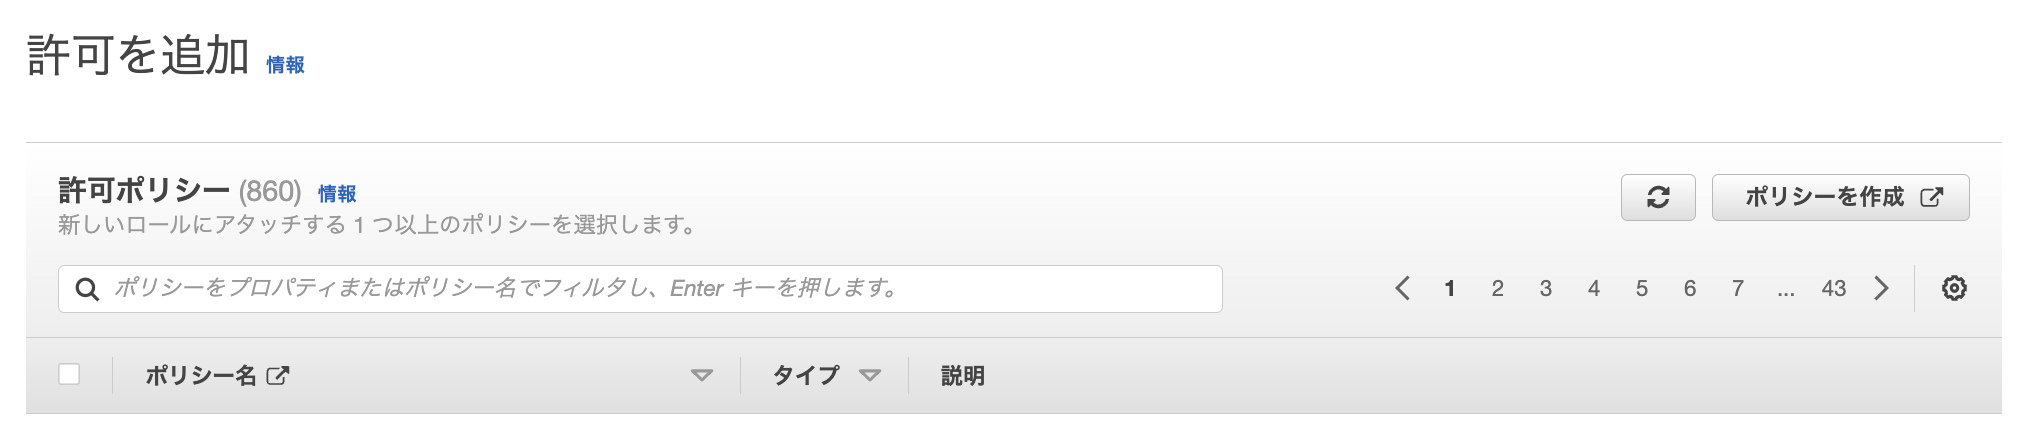 許可を追加 情報
許可ポリシー (860) 情報
新しいロールにアタッチする 1 つ以上のポリシーを選択します。
ポリシーを作成
ポリシーをプロパティまたはポリシー名でフィルタし、Enter キーを押します。
1 2 3 4 5 6 7 ... 43
ポリシー名 タイプ 説明